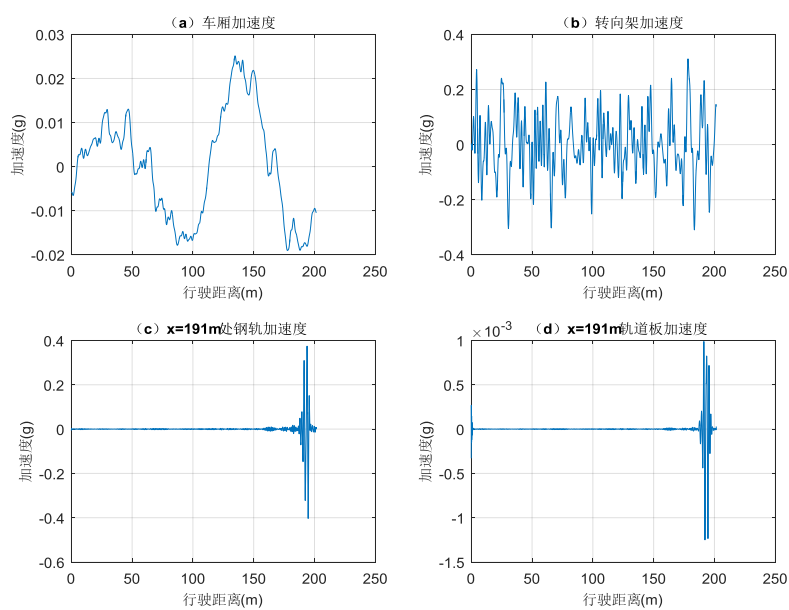 （a）车厢加速度
0.03
0.02
0.01
0
-0.01
-0.02
加速度(g)
0 50 100 150 200 250
行驶距离(m)
（b）转向架加速度
0.4
0.2
0
-0.2
-0.4
加速度(g)
0 50 100 150 200 250
行驶距离(m)
（c）x=191m处钢轨加速度
0.4
0.2
0
-0.2
-0.4
-0.6
加速度(g)
0 50 100 150 200 250
行驶距离(m)
（d）x=191m轨道板加速度
×10-3
1
0.5
0
-0.5
-1
-1.5
加速度(g)
0 50 100 150 200 250
行驶距离(m)